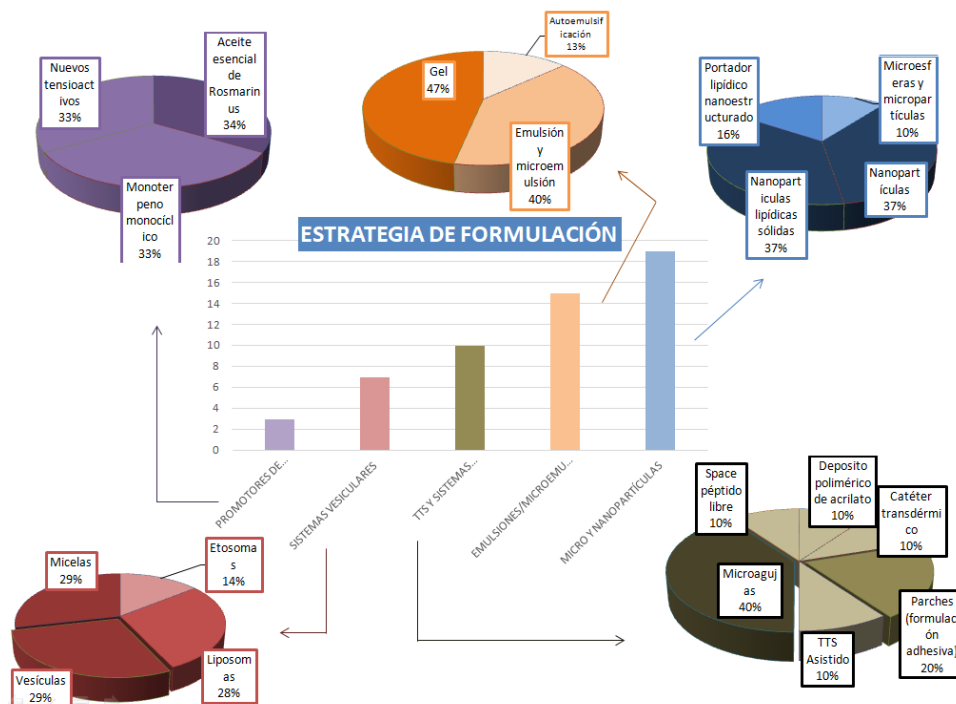 Nuevos
tensioact
ivos
33%
Aceite
esencial
de
Rosmarin
us
34%
Monoter
peno
monocícl
ico
33%
Autoemulsif
icación
13%
Gel
47%
Emulsión
y
microem
ulsión
40%
Portador
lipídico
nanoestr
ucturado
16%
Microesf
eras y
micropar
tículas
10%
Nanopart
iculas
lipídicas
sólidas
37%
Nanopart
ículas
37%
ESTRATEGIA DE FORMULACIÓN
20
18
16
14
12
10
8
6
4
2
0
PROMOTORES DE...
SISTEMAS VESICULARES
TTS Y SISTEMAS...
EMULSIONES/MICROEMU...
MICRO Y NANOPARTÍCULAS
Micelas
29%
Etosoma
s
14%
Vesículas
29%
Liposom
as
28%
Space
péptido
libre
10%
Deposito
polimérico
de acrilato
10%
Catéter
transdérmi
co
10%
Microaguj
as
40%
TTS
Asistido
10%
Parches
(formulaci
ón
adhesiva)
20%